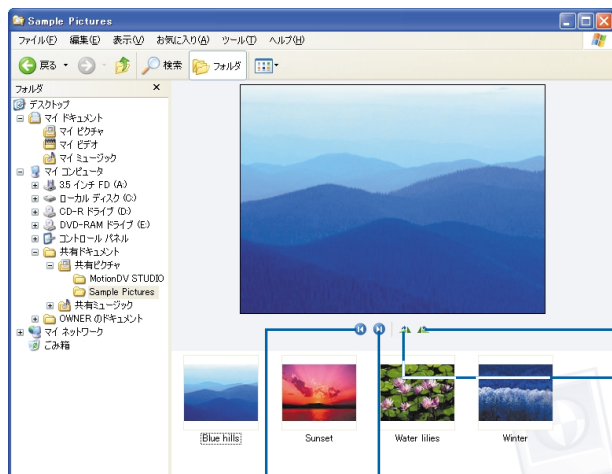 Sample Pictures
ファイル(F) 編集(E) 表示(V) お気に入り(A) ツール(T) ヘルプ(H)
戻る 検索 フォルダ
フォルダ ×
デスクトップ
マイ ドキュメント
マイ ピクチャ
マイ ビデオ
マイ ミュージック
マイ コンピュータ
3.5 インチ FD (A:)
ローカル ディスク (C:)
CD-R ドライブ (D:)
DVD-RAM ドライブ (E:)
コントロール パネル
共有ドキュメント
共有ピクチャ
MotionDV STUDIO
Sample Pictures
共有ミュージック
OWNER のドキュメント
マイ ネットワーク
ごみ箱
Blue hills Sunset Water lilies Winter